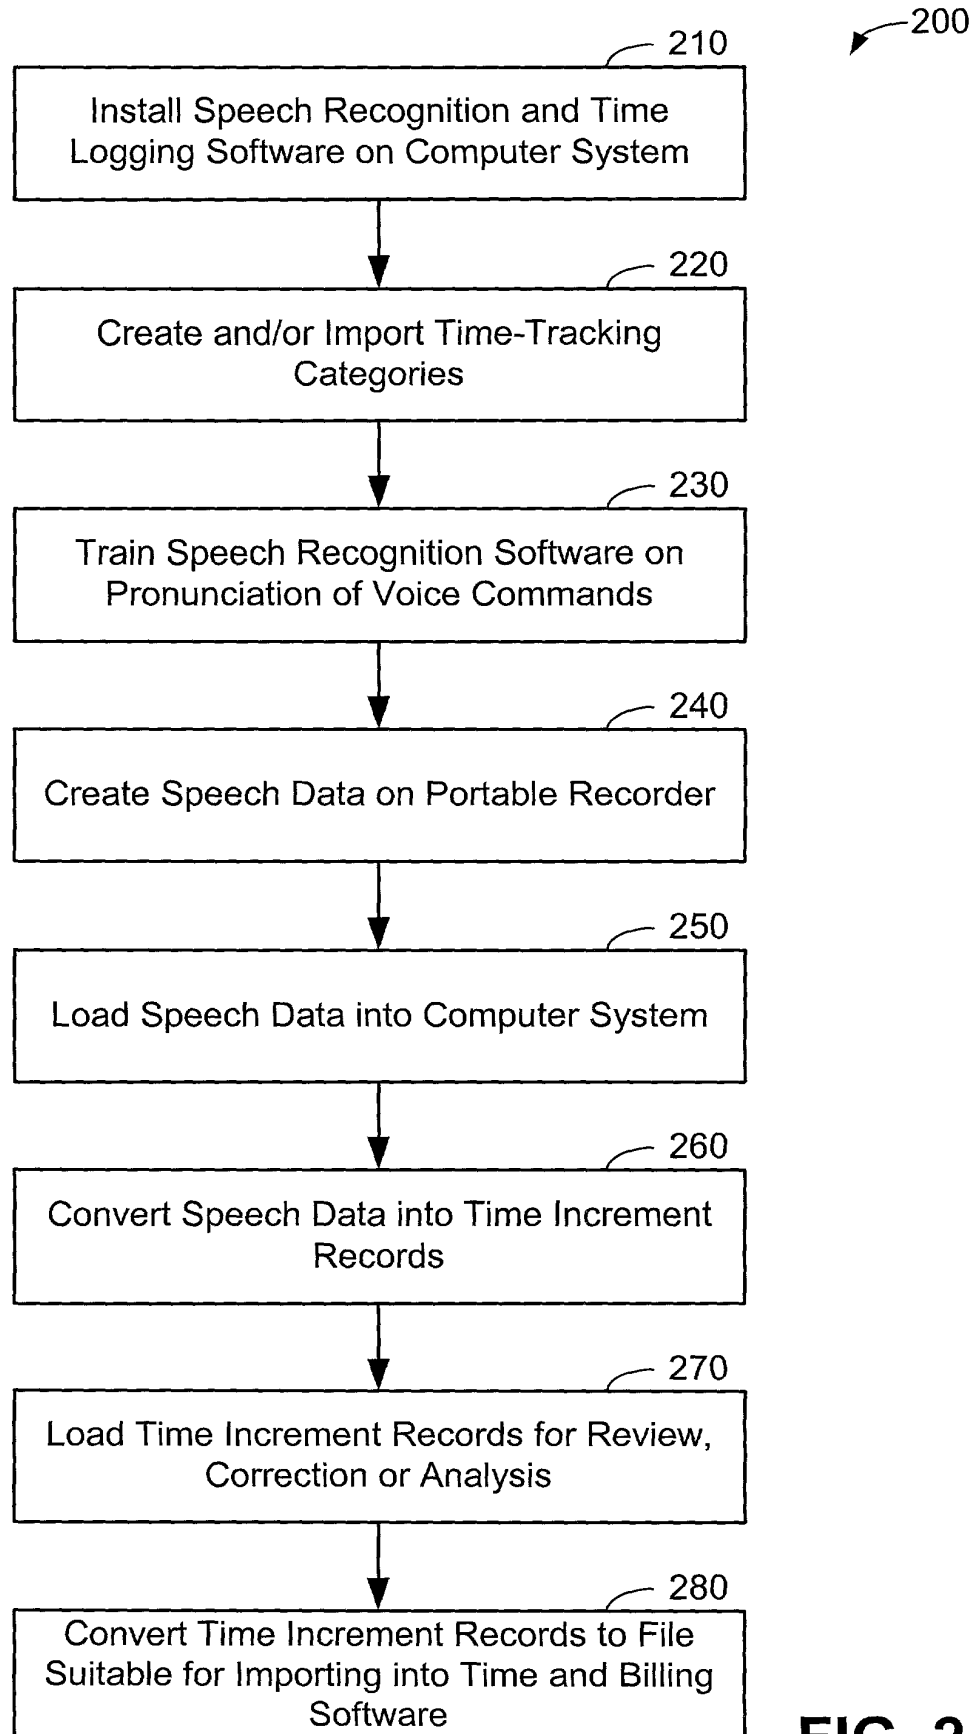 200
210
Install Speech Recognition and Time
Logging Software on Computer System
220
Create and/or Import Time-Tracking
Categories
230
Train Speech Recognition Software on
Pronunciation of Voice Commands
240
Create Speech Data on Portable Recorder
250
Load Speech Data into Computer System
260
Convert Speech Data into Time Increment
Records
270
Load Time Increment Records for Review,
Correction or Analysis
280
Convert Time Increment Records to File
Suitable for Importing into Time and Billing
Software
FIG. 2